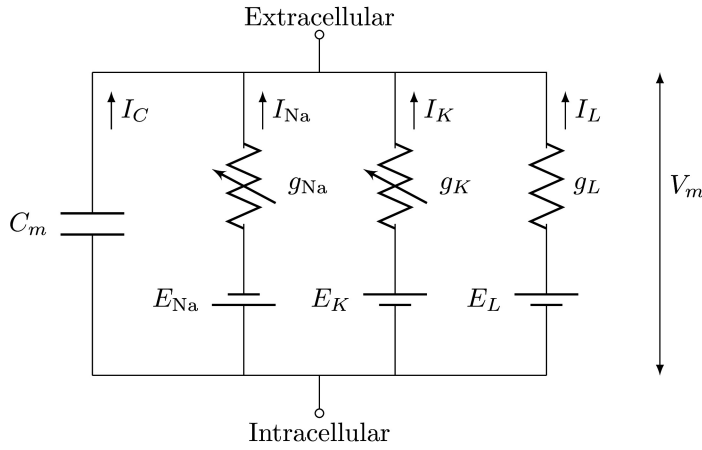 Extracellular
I_C
I_Na
I_K
I_L
g_Na
g_K
g_L
V_m
C_m
E_Na
E_K
E_L
Intracellular